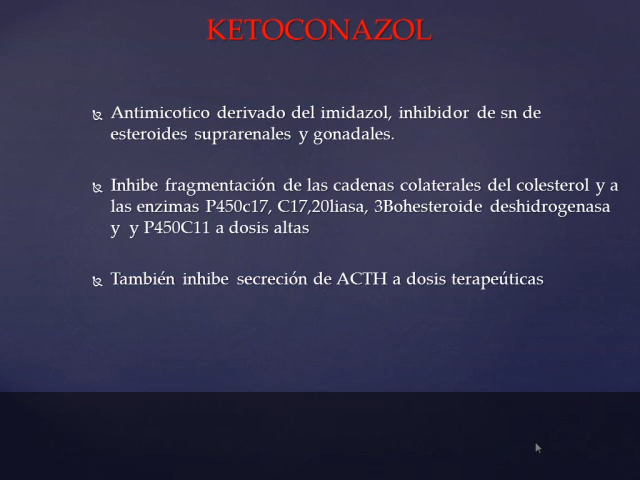 KETOCONAZOL
Antimicotico derivado del imidazol, inhibidor de sn de
esteroides suprarenales y gonadales.
Inhibe fragmentación de las cadenas colaterales del colesterol y a
las enzimas P450c17, C17,20liasa, 3Bohesteroide deshidrogenasa
y y P450C11 a dosis altas
También inhibe secreción de ACTH a dosis terapeúticas